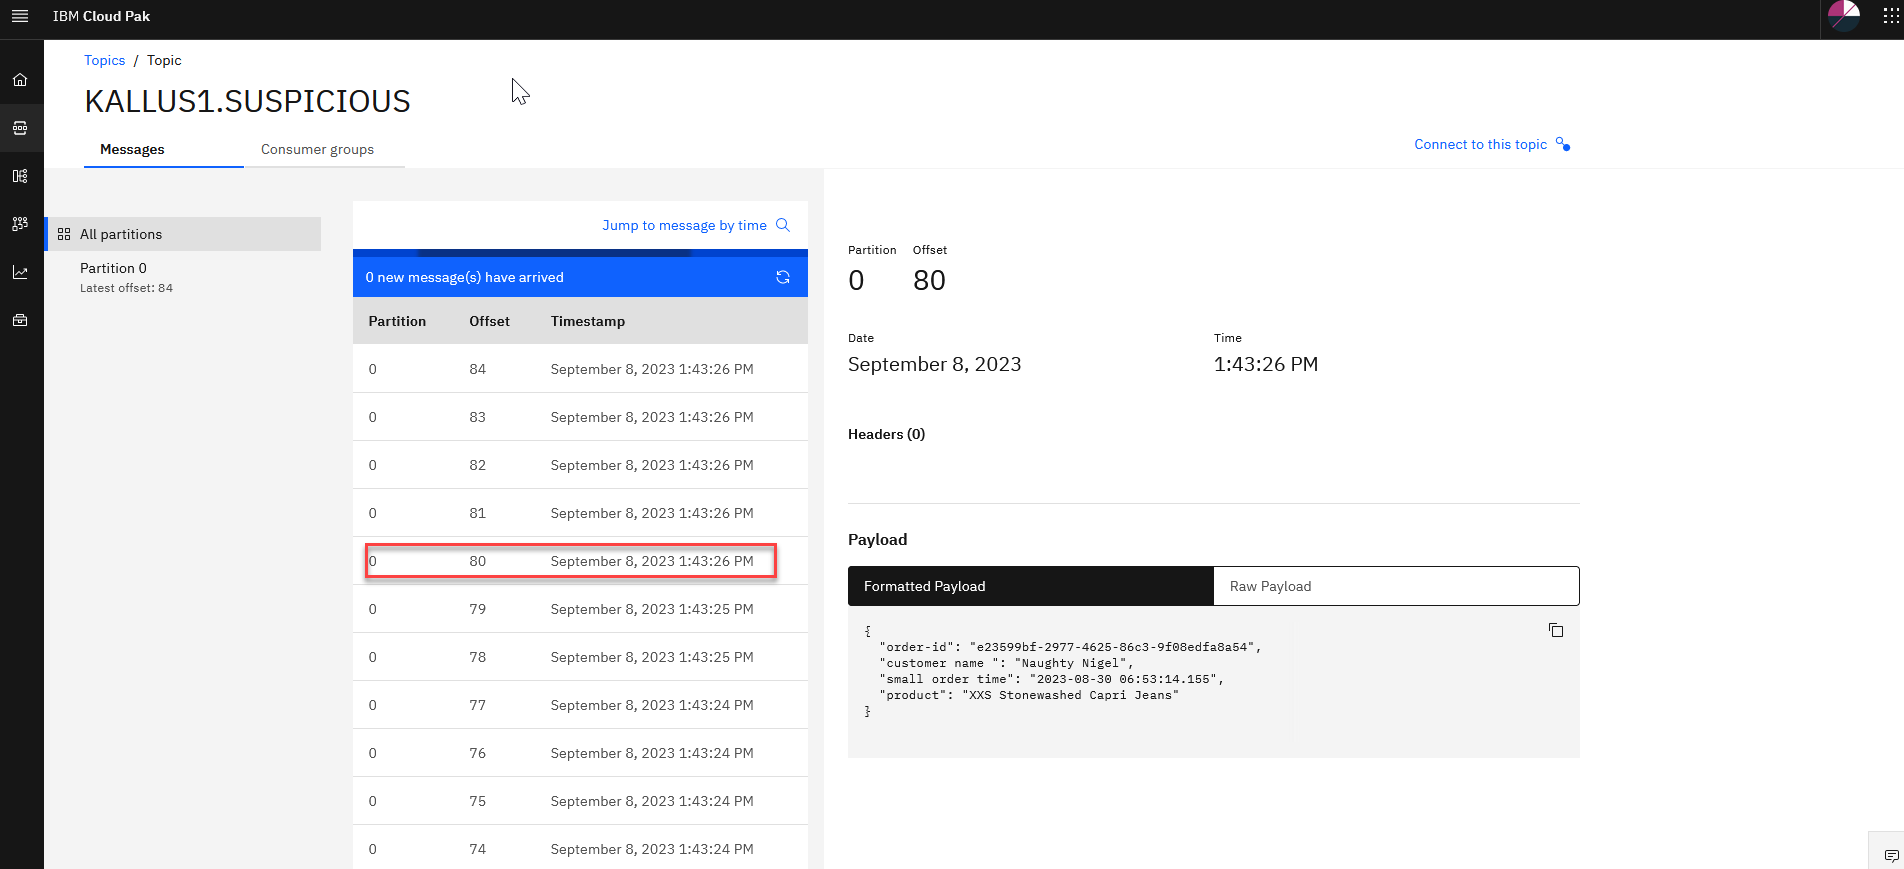 IBM Cloud Pak
Topics / Topic
KALLUS1.SUSPICIOUS
Messages Consumer groups
Connect to this topic
All partitions
Partition 0
Latest offset: 84
Jump to message by time
0 new message(s) have arrived
Partition Offset Timestamp
0 84 September 8, 2023 1:43:26 PM
0 83 September 8, 2023 1:43:26 PM
0 82 September 8, 2023 1:43:26 PM
0 81 September 8, 2023 1:43:26 PM
0 80 September 8, 2023 1:43:26 PM
0 79 September 8, 2023 1:43:25 PM
0 78 September 8, 2023 1:43:25 PM
0 77 September 8, 2023 1:43:24 PM
0 76 September 8, 2023 1:43:24 PM
0 75 September 8, 2023 1:43:24 PM
0 74 September 8, 2023 1:43:24 PM
Partition Offset
0 80
Date Time
September 8, 2023 1:43:26 PM
Headers (0)
Payload
Formatted Payload Raw Payload
{
"order-id": "e23599bf-2977-4625-86c3-9f08edfa8a54",
"customer name ": "Naughty Nigel",
"small order time": "2023-08-30 06:53:14.155",
"product": "XXS Stonewashed Capri Jeans"
}